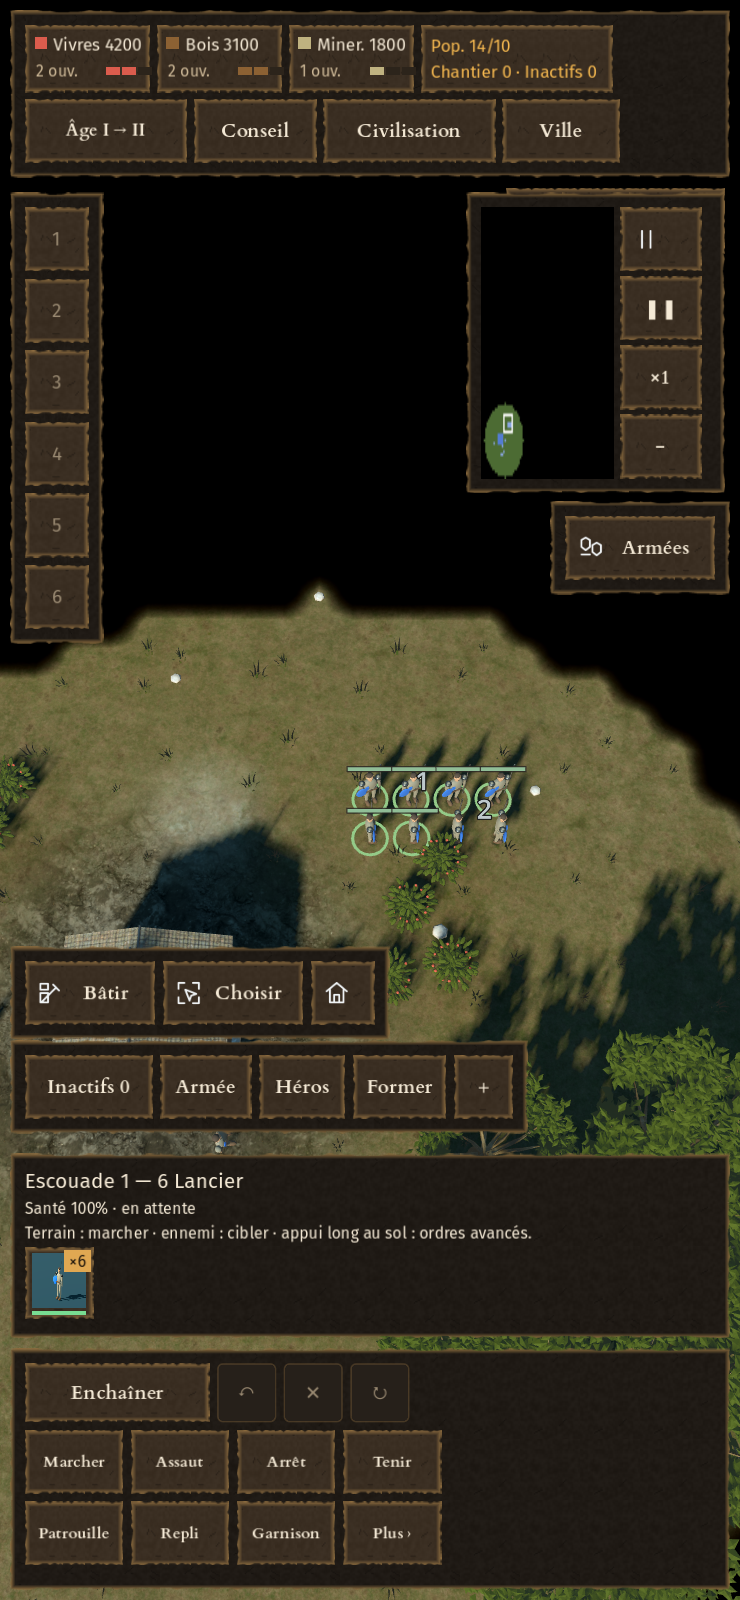 Vivres 4200
2 ouv.
Bois 3100
2 ouv.
Miner. 1800
1 ouv.
Pop. 14/10
Chantier 0 · Inactifs 0
Âge I → II
Conseil
Civilisation
Ville
1
2
3
4
5
6
×1
–
Armées
1
2
Bâtir
Choisir
Inactifs 0
Armée
Héros
Former
+
Escouade 1 — 6 Lancier
Santé 100% · en attente
Terrain : marcher · ennemi : cibler · appui long au sol : ordres avancés.
×6
Enchaîner
Marcher
Assaut
Arrêt
Tenir
Patrouille
Repli
Garnison
Plus ›